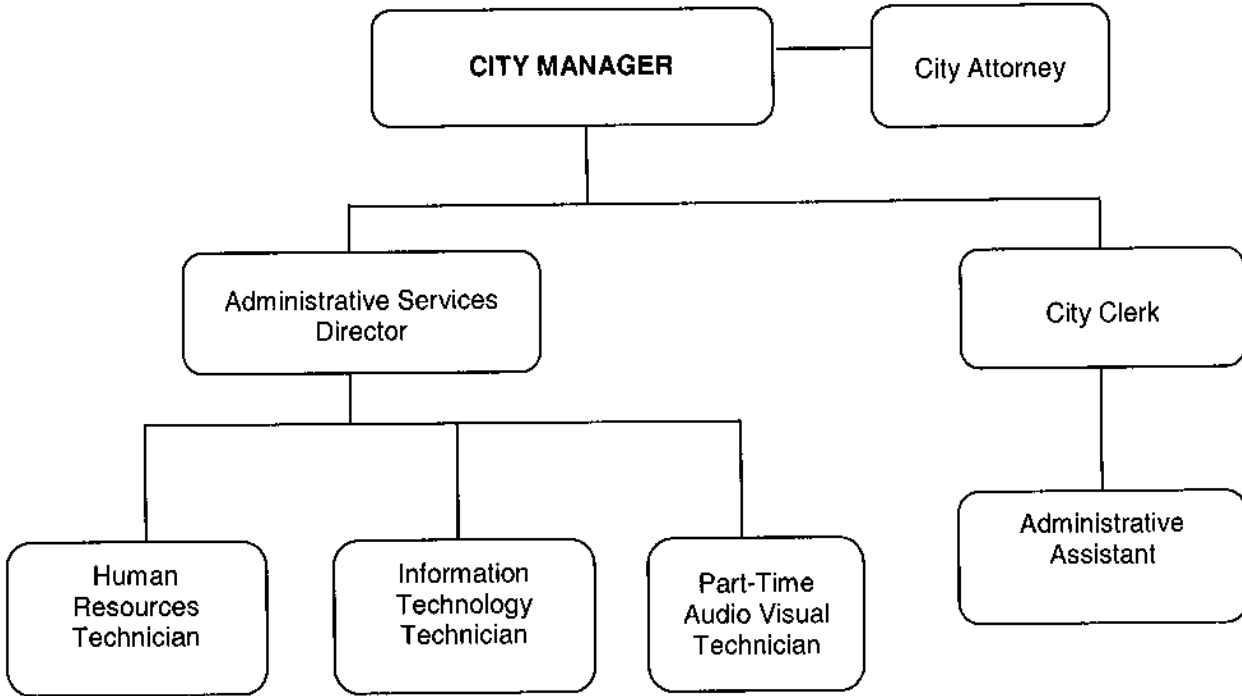 CITY MANAGER
City Attorney
Administrative Services
Director
City Clerk
Human
Resources
Technician
Information
Technology
Technician
Part-Time
Audio Visual
Technician
Administrative
Assistant